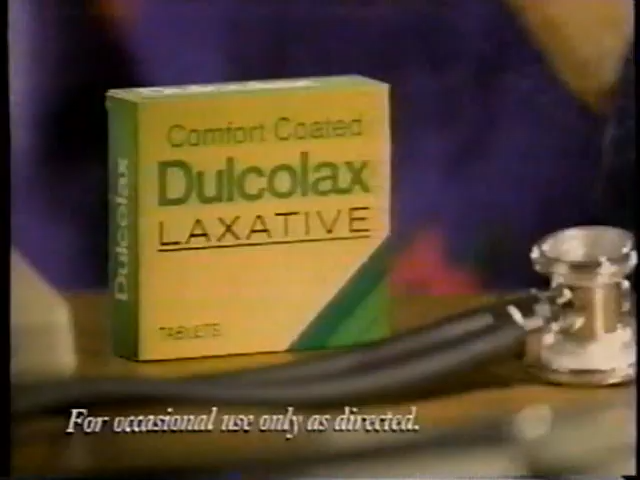 Comfort Coated
Dulcolax
LAXATIVE
Dulcolax
TABLETS
For occasional use only as directed.